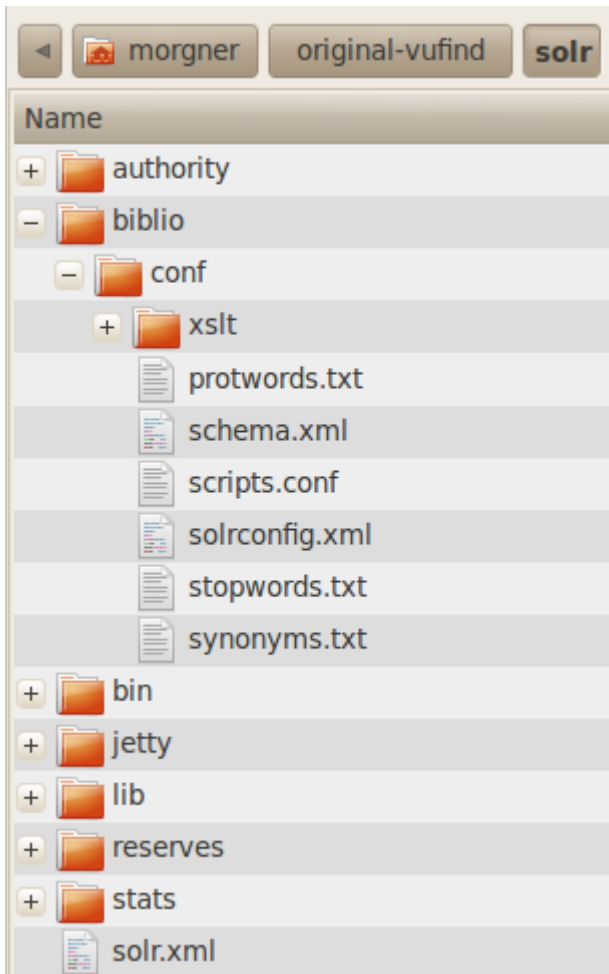 morgner original-vufind solr
Name
authority
biblio
conf
xslt
protwords.txt
schema.xml
scripts.conf
solrconfig.xml
stopwords.txt
synonyms.txt
bin
jetty
lib
reserves
stats
solr.xml